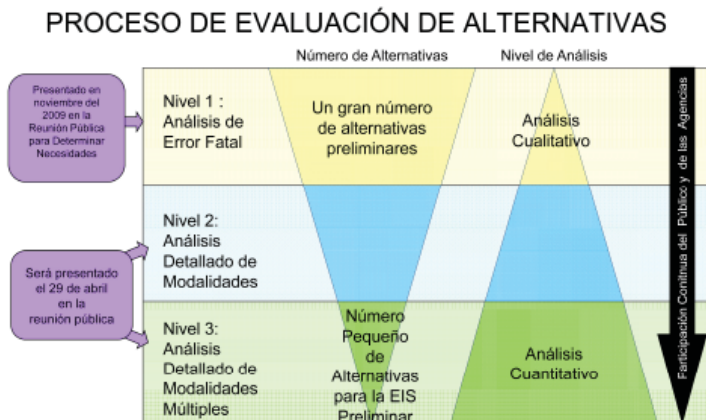 PROCESO DE EVALUACIÓN DE ALTERNATIVAS
Número de Alternativas
Nivel de Análisis
Presentado en
noviembre del
2009 en la
Reunión Pública
para Determinar
Necesidades
Nivel 1 :
Análisis de
Error Fatal
Un gran número
de alternativas
preliminares
Análisis
Cualitativo
Nivel 2:
Análisis
Detallado de
Modalidades
Será presentado
el 29 de abril
en la
reunión pública
Nivel 3:
Análisis
Detallado de
Modalidades
Múltiples
Número
Pequeño
de
Alternativas
para la EIS
Preliminar
Análisis
Cuantitativo
Participación Conitnua del Público y de las Agencias